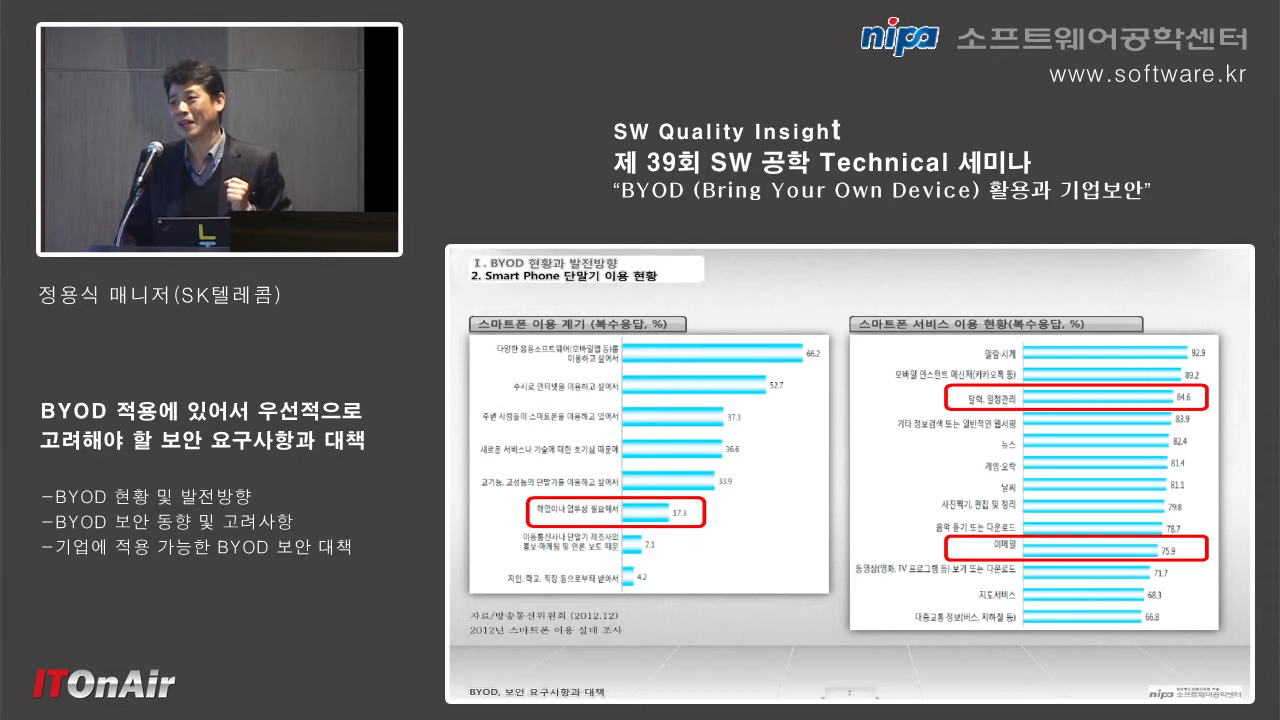 nipa 소프트웨어공학센터
www.software.kr
SW Quality Insight
제 39회 SW 공학 Technical 세미나
“BYOD (Bring Your Own Device) 활용과 기업보안”
정용식 매니저(SK텔레콤)
BYOD 적용에 있어서 우선적으로
고려해야 할 보안 요구사항과 대책
-BYOD 현황 및 발전방향
-BYOD 보안 동향 및 고려사항
-기업에 적용 가능한 BYOD 보안 대책
ITOnAir
Ⅰ. BYOD 현황과 발전방향
2. Smart Phone 단말기 이용 현황
스마트폰 이용 계기 (복수응답, %)
다양한 응용소프트웨어(모바일앱 등)를
이용하고 싶어서
66.2
수시로 인터넷을 이용하고 싶어서
52.7
주변 사람들이 스마트폰을 이용하고 있어서
37.3
새로운 서비스나 기술에 대한 호기심 때문에
36.6
고기능, 고성능의 단말기를 이용하고 싶어서
33.9
학업이나 업무상 필요해서
17.3
이동통신사나 단말기 제조사의
홍보·마케팅 및 언론 보도 때문
7.1
지인, 학교, 직장 등으로부터 받아서
4.2
자료/방송통신위원회 (2012.12)
2012년 스마트폰 이용 실태 조사
스마트폰 서비스 이용 현황(복수응답, %)
알람·시계 92.9
모바일 인스턴트 메신저(카카오톡 등) 89.2
달력, 일정관리 84.6
기타 정보검색 또는 일반적인 웹서핑 83.9
뉴스 82.4
게임·오락 81.4
날씨 81.1
사진찍기, 편집 및 정리 79.8
음악 듣기 또는 다운로드 78.7
이메일 75.9
동영상(영화, TV 프로그램 등) 보기 또는 다운로드 71.7
지도서비스 68.3
대중교통 정보(버스, 지하철 등) 66.8
BYOD, 보안 요구사항과 대책
7
nipa 소프트웨어공학센터